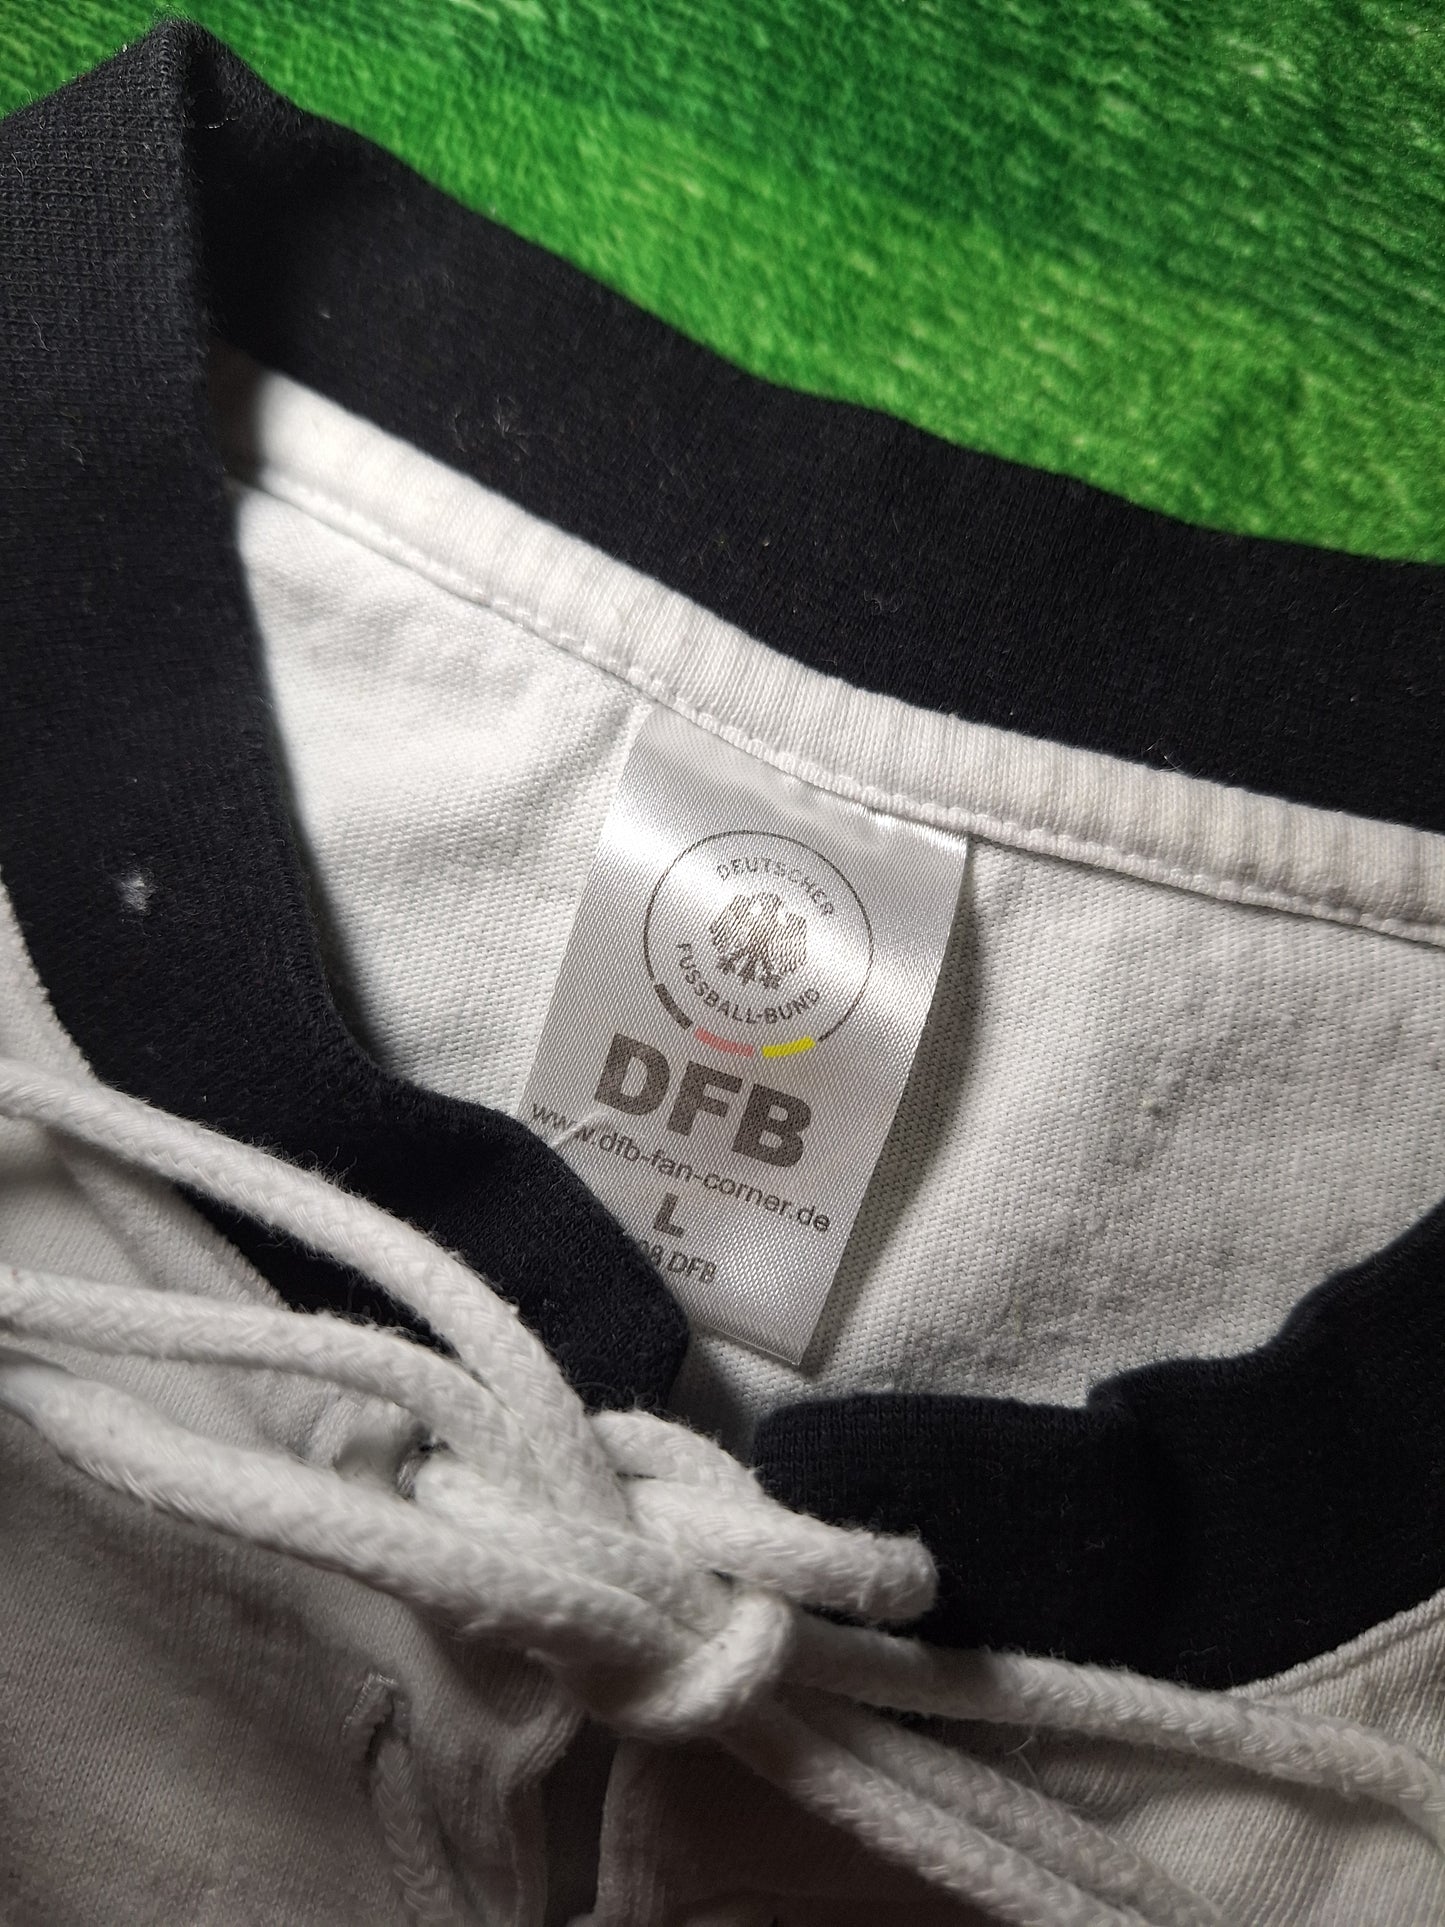 DEUTSCHER
FUSSBALL-BUND
DFB
www.dfb-fan-corner.de
L
DFB